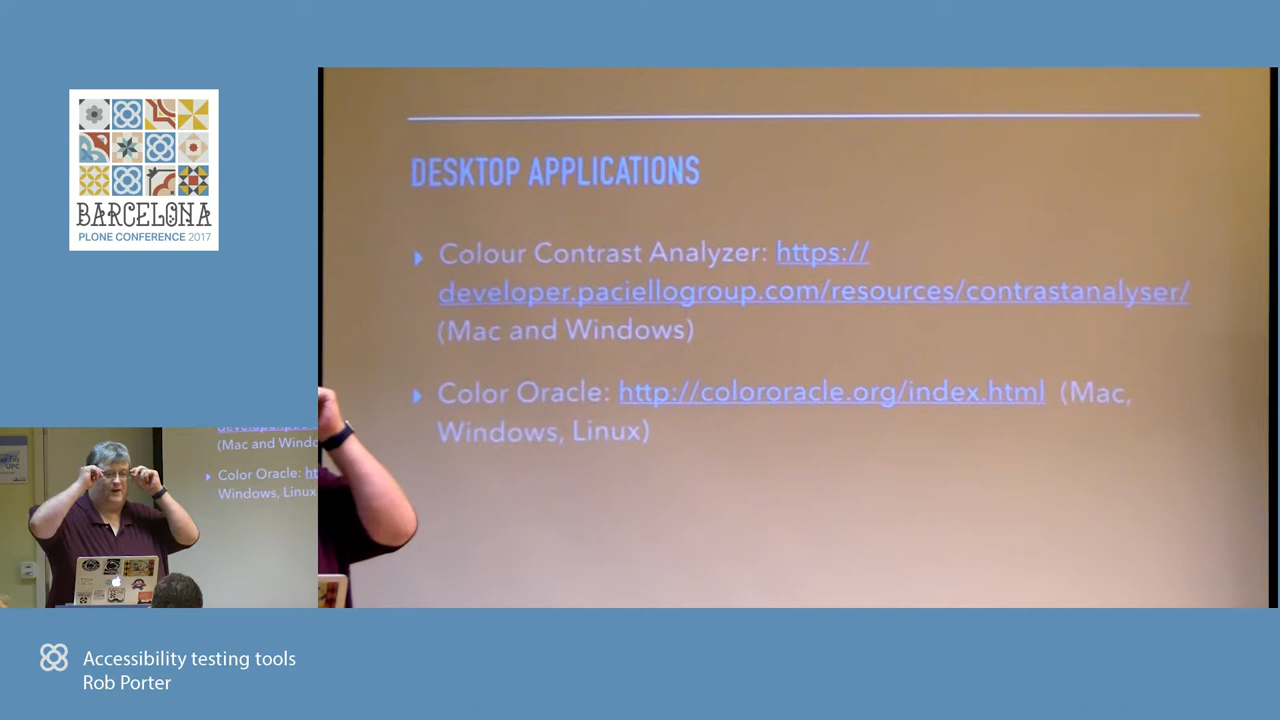 BARCELONA
PLONE CONFERENCE 2017
DESKTOP APPLICATIONS
Colour Contrast Analyzer: https://
developer.paciellogroup.com/resources/contrastanalyser/
(Mac and Windows)
Color Oracle: http://colororacle.org/index.html (Mac,
Windows, Linux)
(Mac and Windo
Color Oracle: ht
Windows, Linux
UPC
Accessibility testing tools
Rob Porter